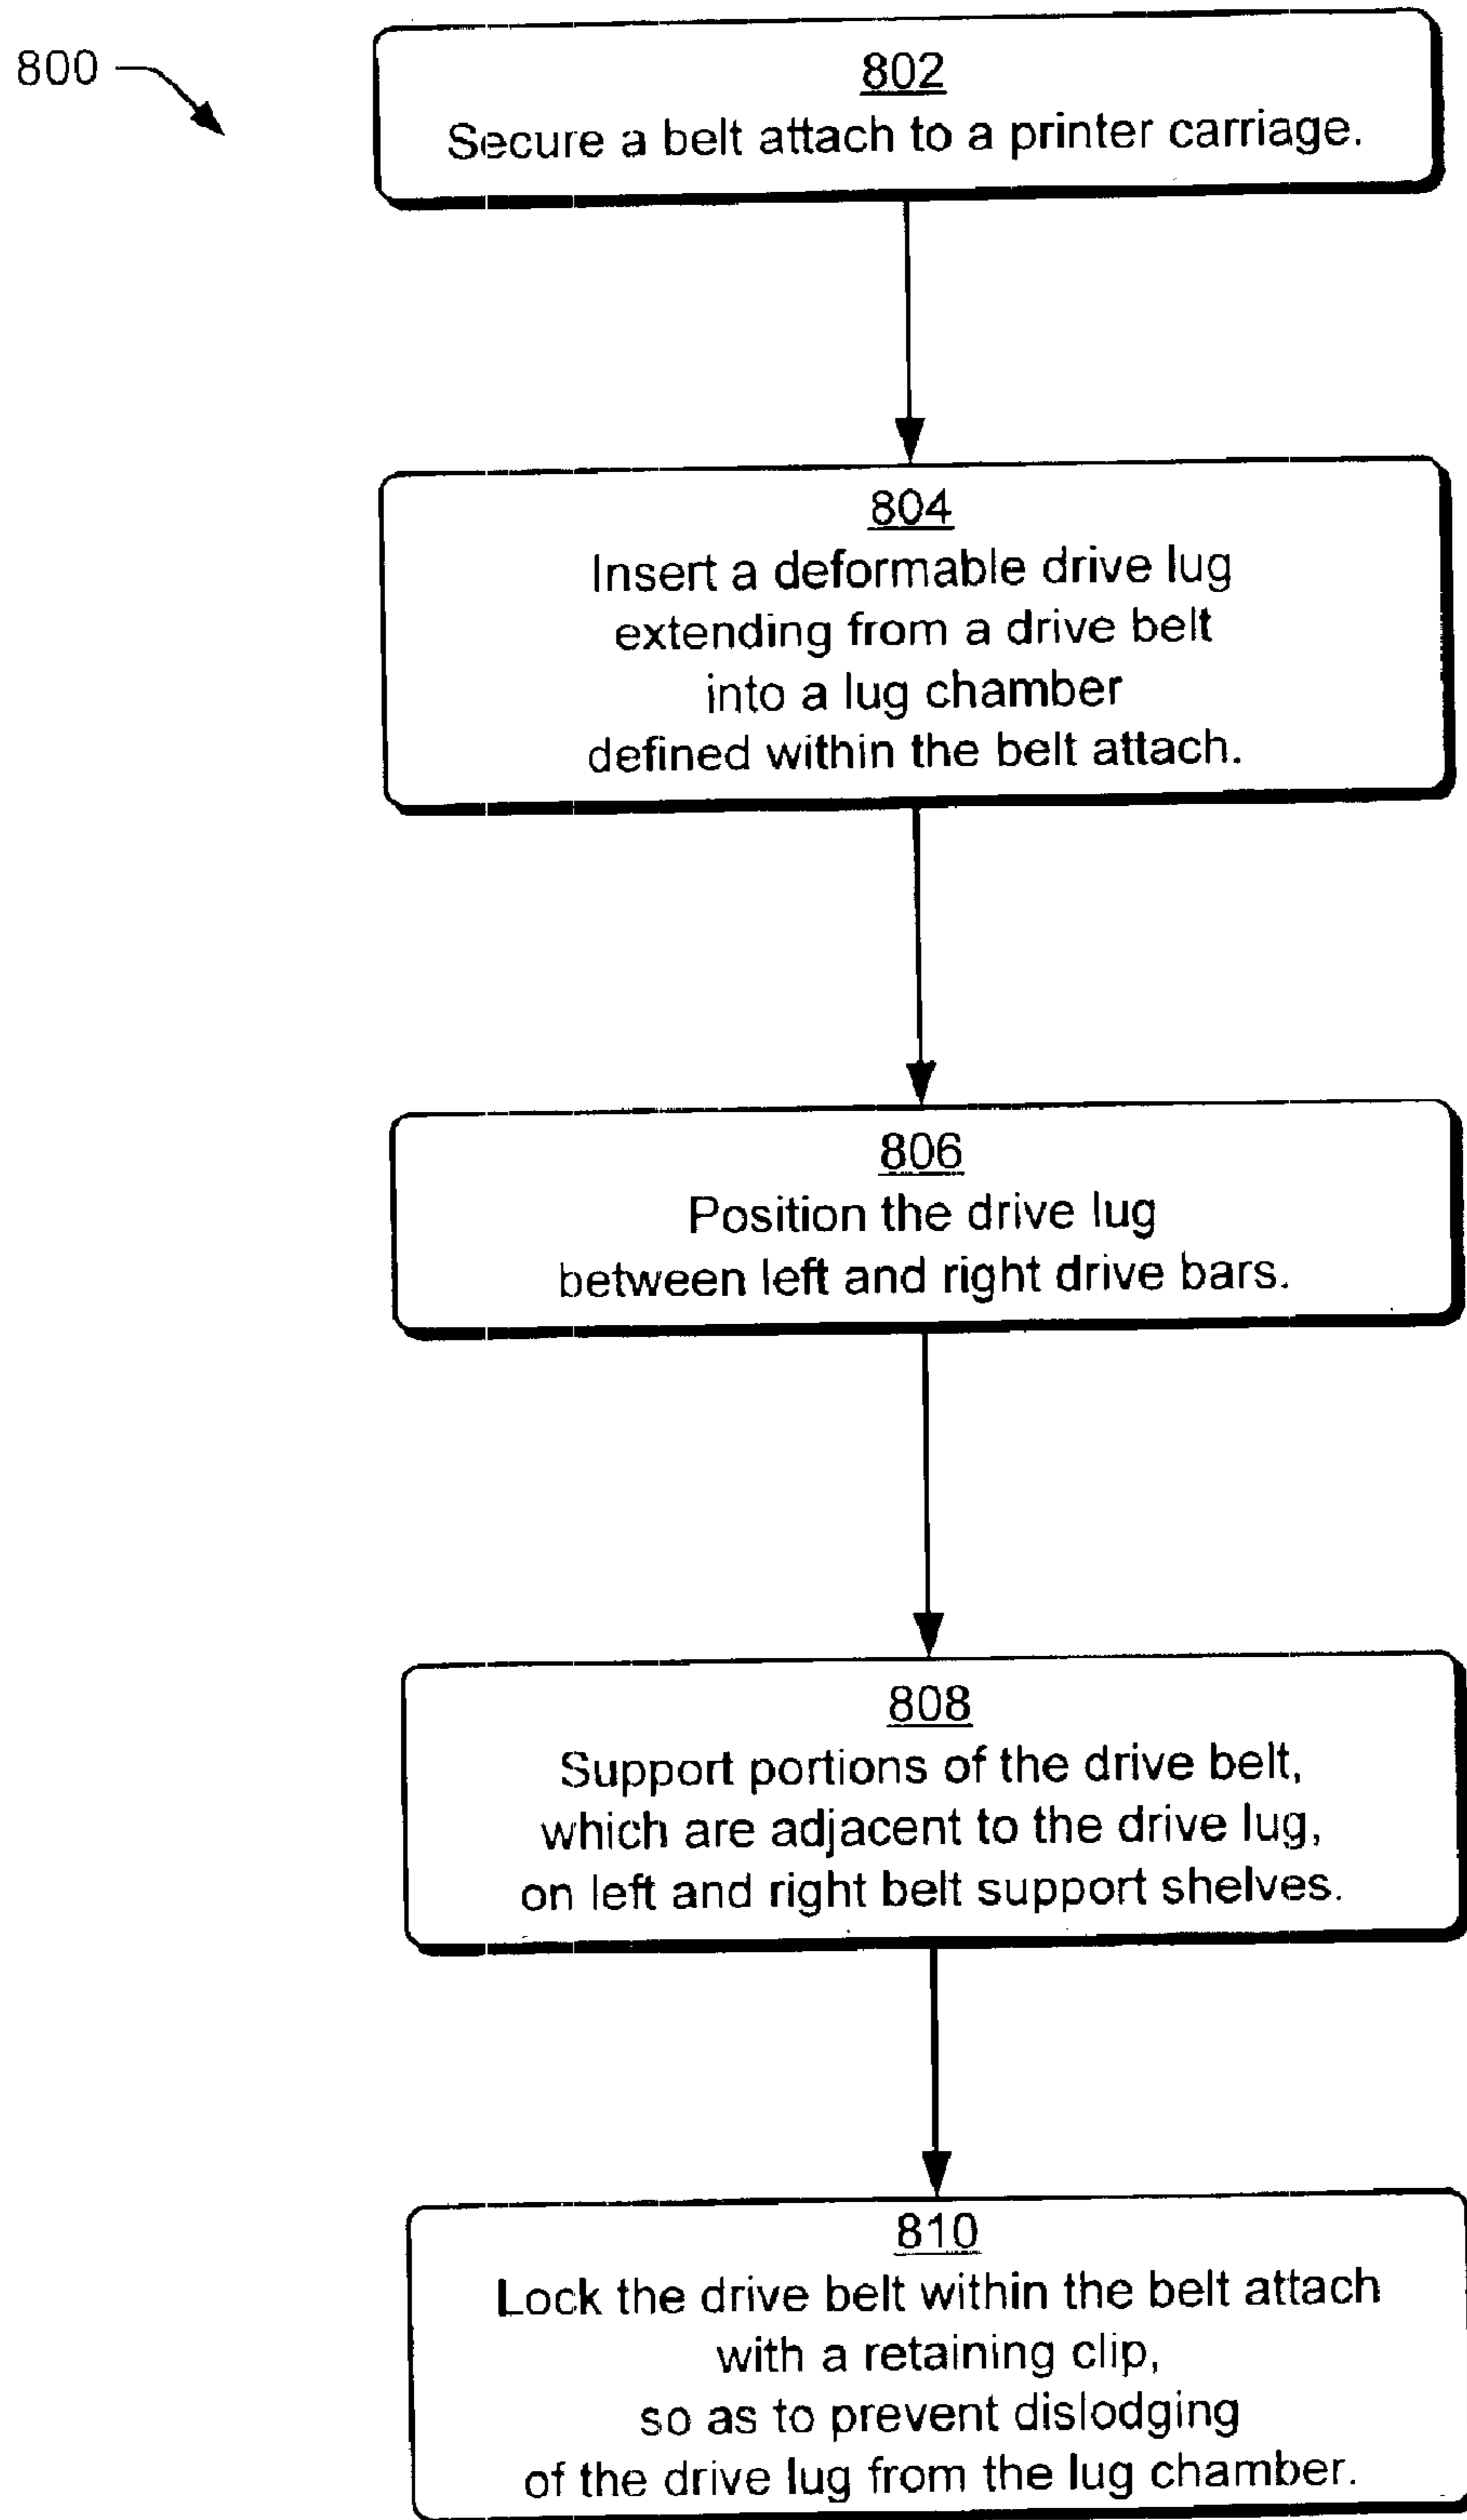 800
802
Secure a belt attach to a printer carriage.
804
Insert a deformable drive lug
extending from a drive belt
into a lug chamber
defined within the belt attach.
806
Position the drive lug
between left and right drive bars.
808
Support portions of the drive belt,
which are adjacent to the drive lug,
on left and right belt support shelves.
810
Lock the drive belt within the belt attach
with a retaining clip,
so as to prevent dislodging
of the drive lug from the lug chamber.